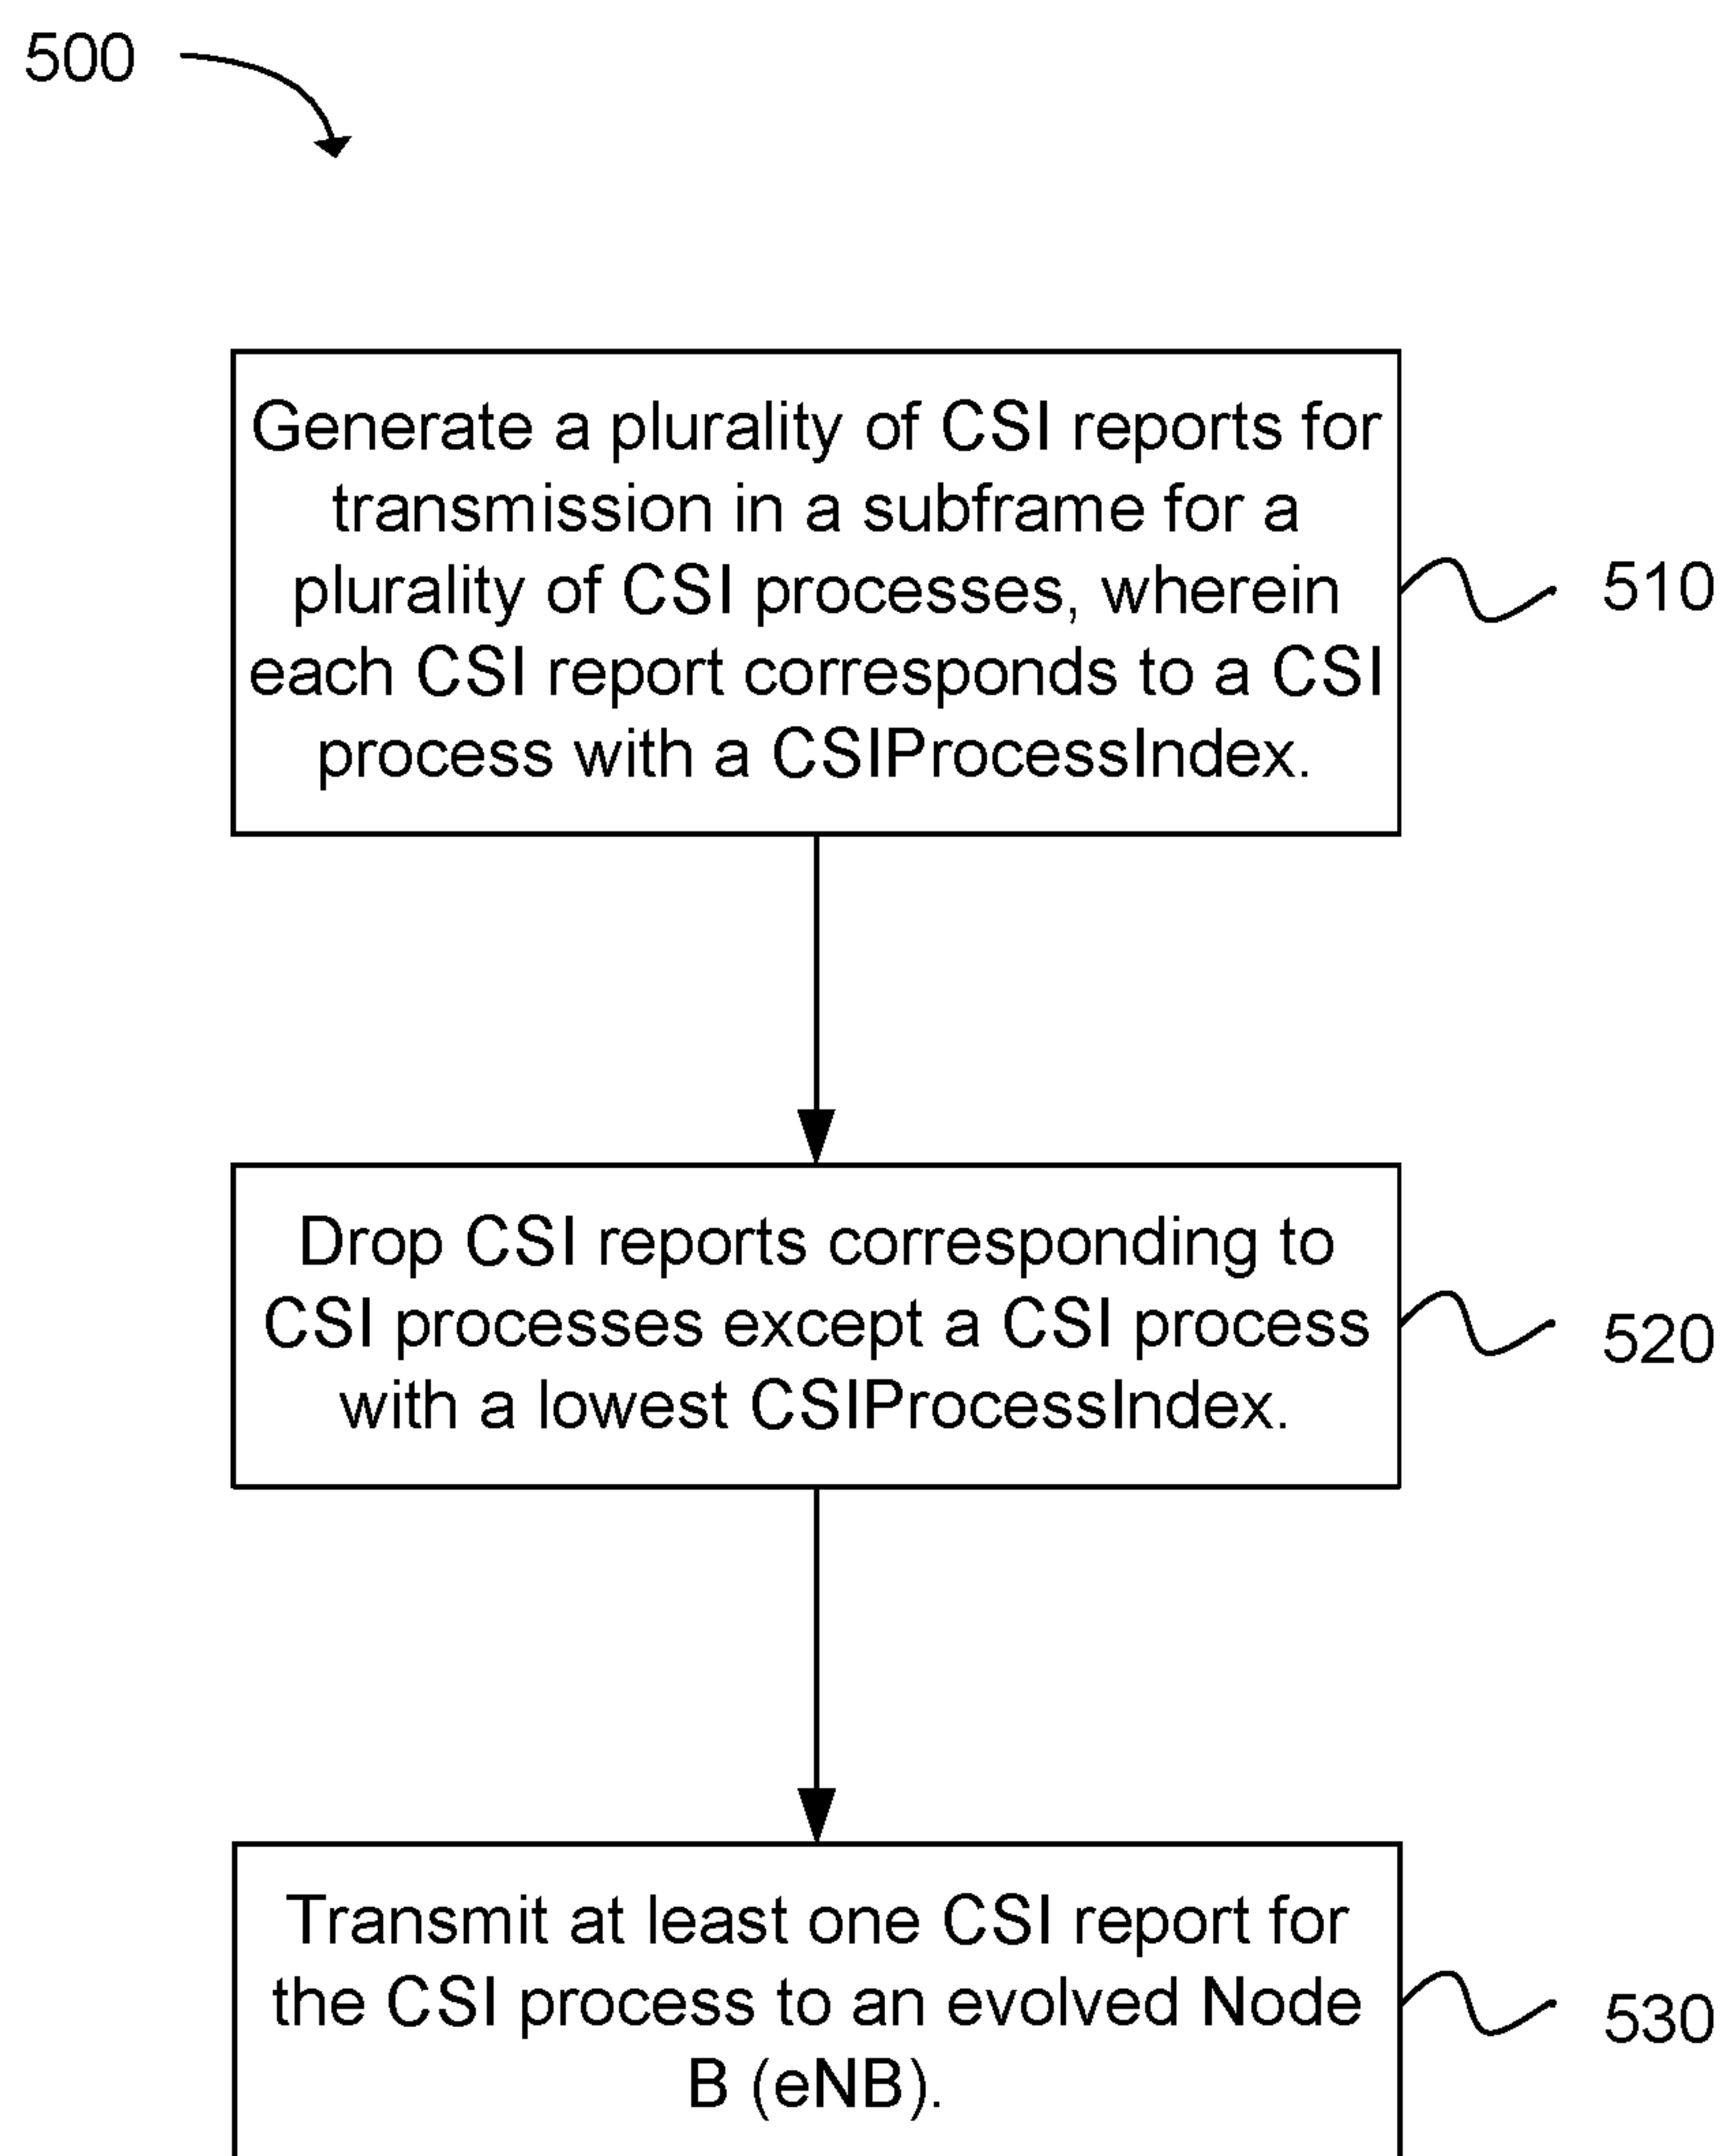 500
Generate a plurality of CSI reports for
transmission in a subframe for a
plurality of CSI processes, wherein
each CSI report corresponds to a CSI
process with a CSIProcessIndex.
510
Drop CSI reports corresponding to
CSI processes except a CSI process
with a lowest CSIProcessIndex.
520
Transmit at least one CSI report for
the CSI process to an evolved Node
B (eNB).
530